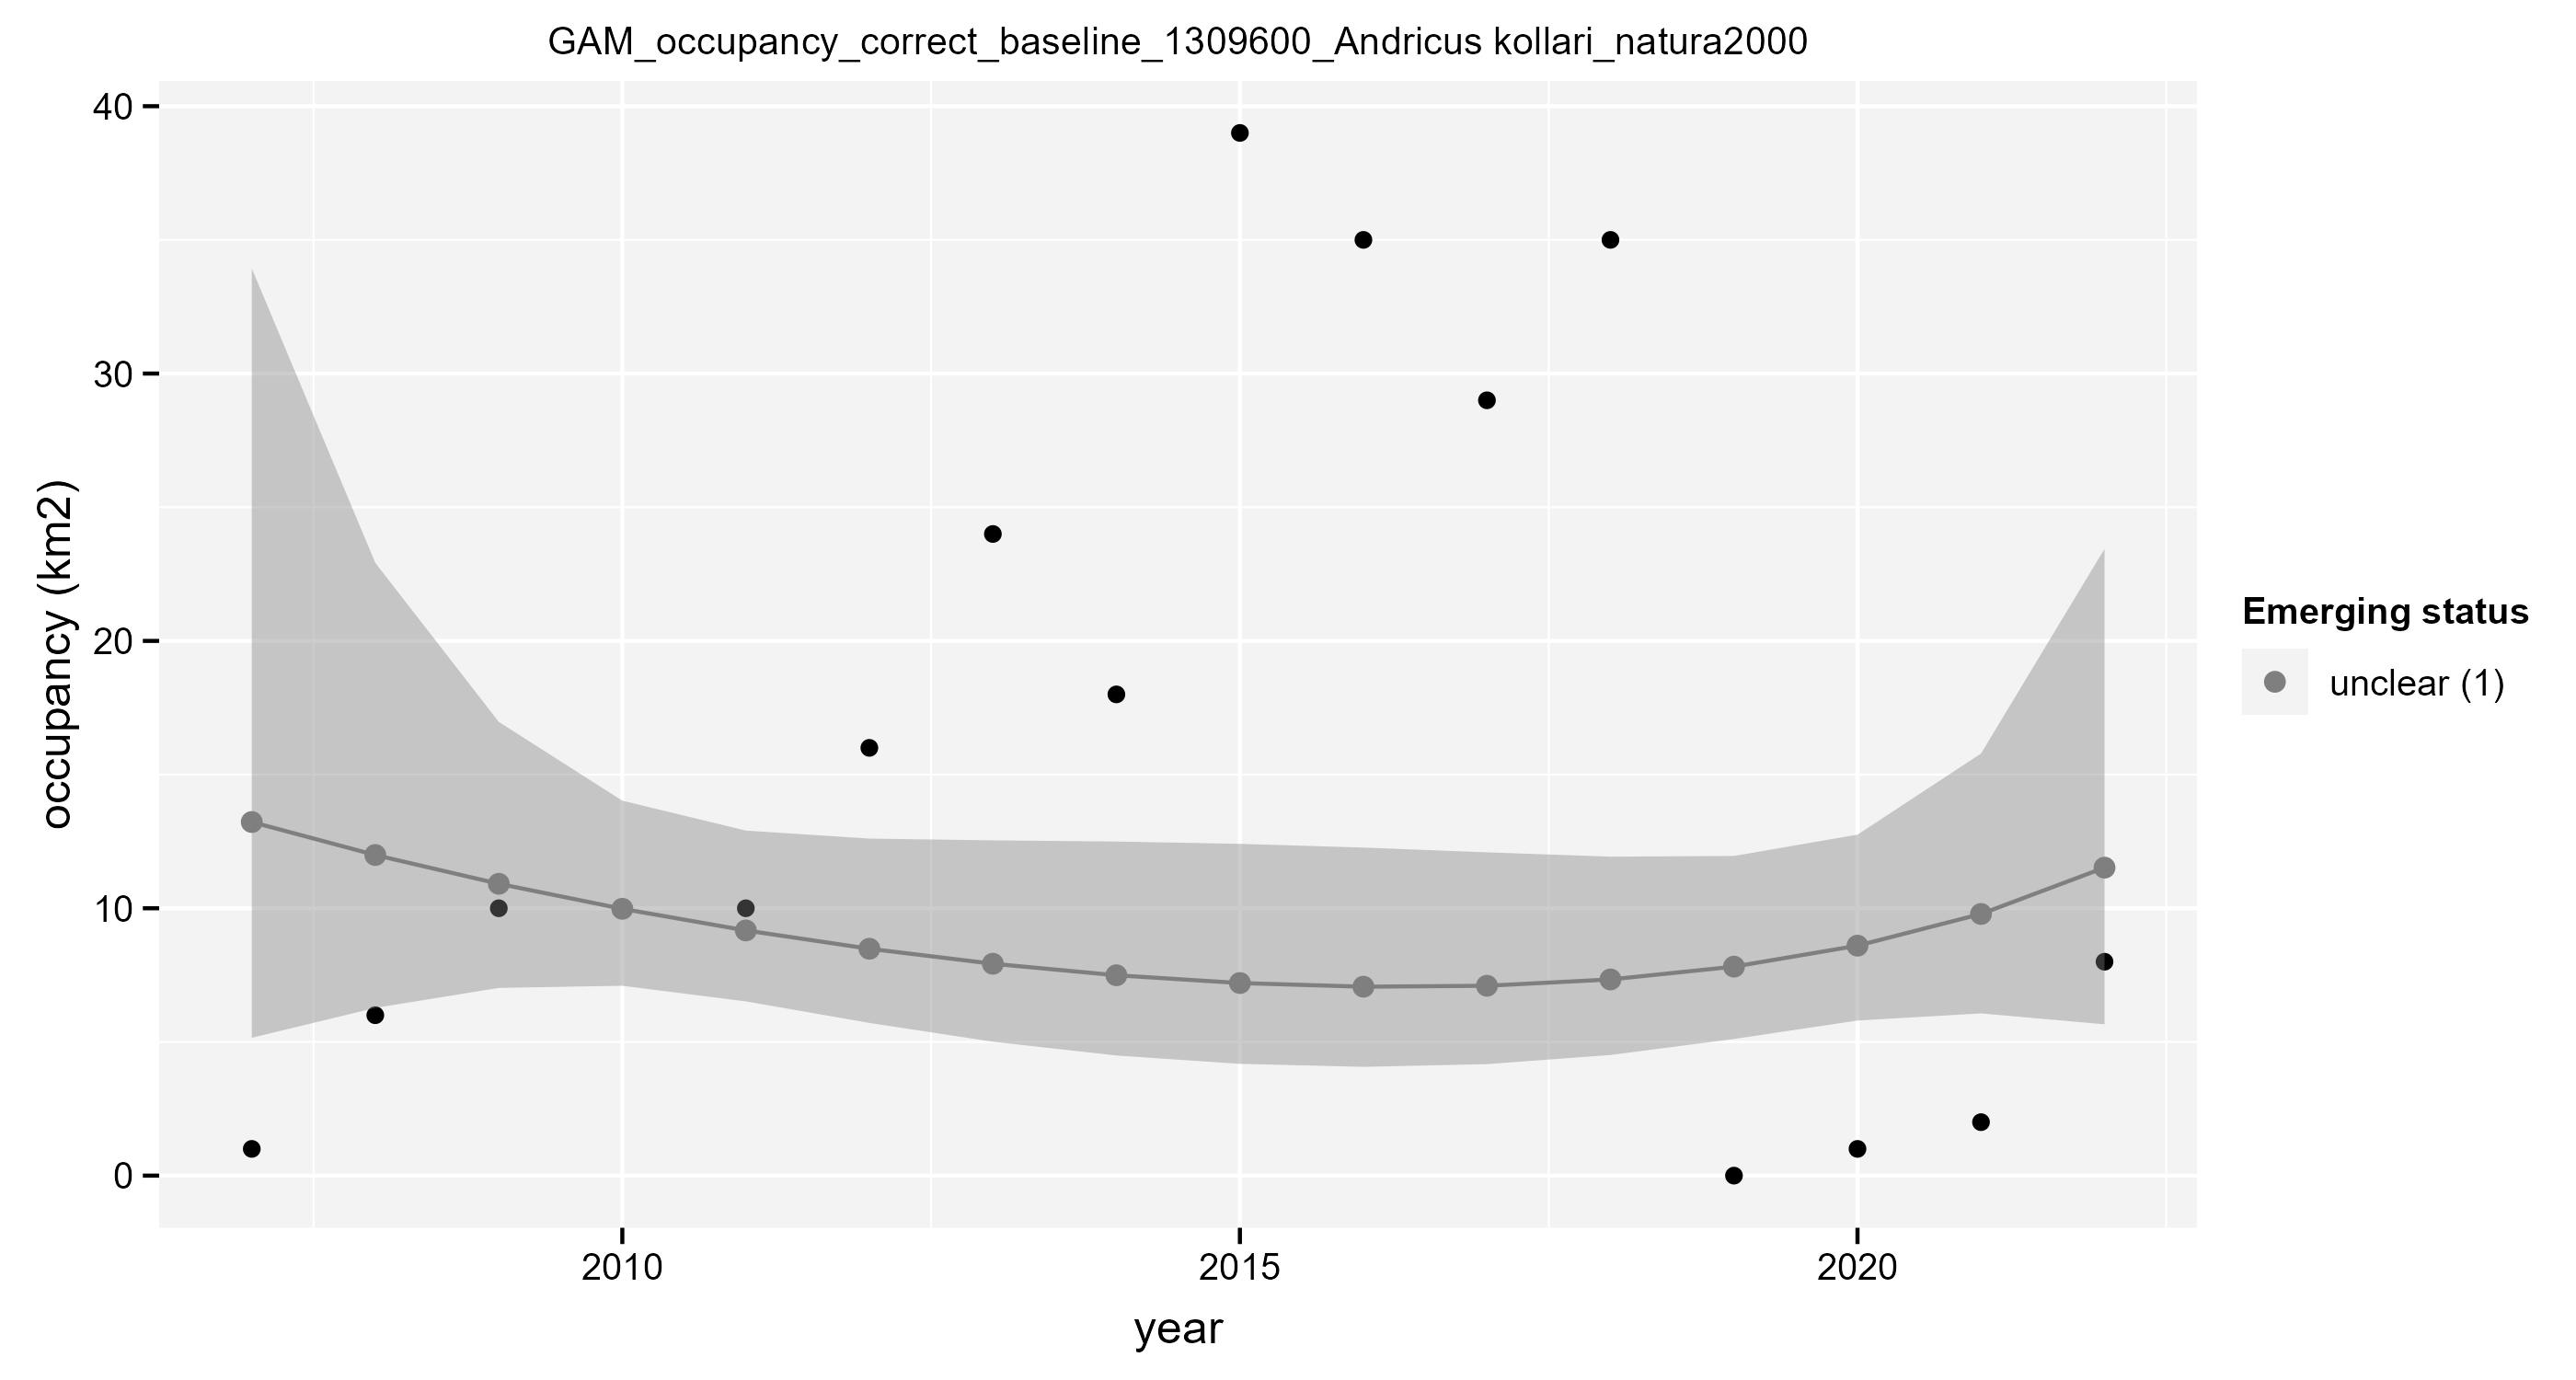 GAM_occupancy_correct_baseline_1309600_Andricus kollari_natura2000
occupancy (km2)
40
30
20
10
0
2010
2015
2020
year
Emerging status
unclear (1)